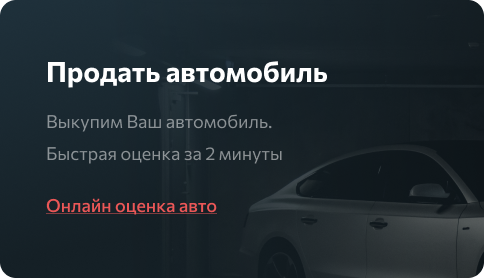 Продать автомобиль
Выкупим Ваш автомобиль.
Быстрая оценка за 2 минуты
Онлайн оценка авто